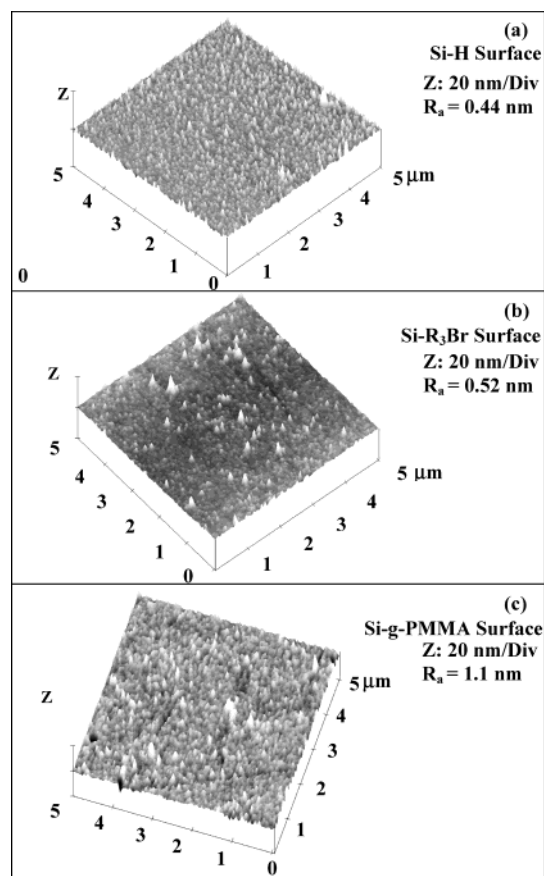 (a)
Si-H Surface
Z: 20 nm/Div
Rₐ = 0.44 nm
Z
5
4
3
2
1
0
0
1
2
3
4
5 μm
(b)
Si-R₃Br Surface
Z: 20 nm/Div
Rₐ = 0.52 nm
Z
5
4
3
2
1
0
1
2
3
4
5 μm
(c)
Si-g-PMMA Surface
Z: 20 nm/Div
Rₐ = 1.1 nm
Z
5 μm
4
3
2
1
5
4
3
2
1
0